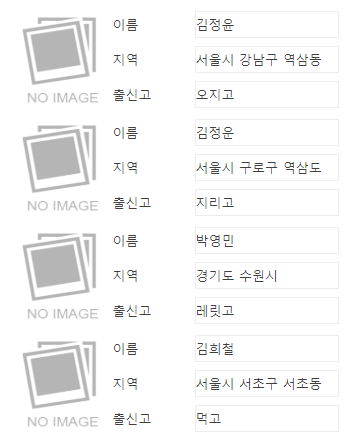 이름 김정윤
지역 서울시 강남구 역삼동
NO IMAGE 출신고 오지고
이름 김정운
지역 서울시 구로구 역삼도
NO IMAGE 출신고 지리고
이름 박영민
지역 경기도 수원시
NO IMAGE 출신고 레릿고
이름 김희철
지역 서울시 서초구 서초동
NO IMAGE 출신고 먹고